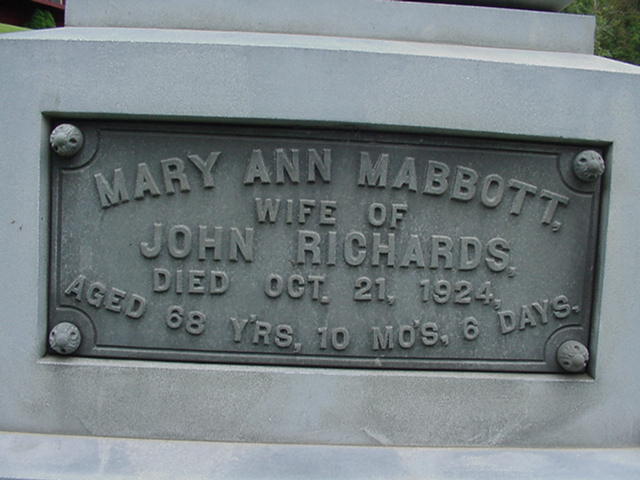 MARY ANN MABBOTT,
WIFE OF
JOHN RICHARDS,
DIED OCT. 21, 1924,
AGED 68 Y'RS, 10 MO'S, 6 DAYS.